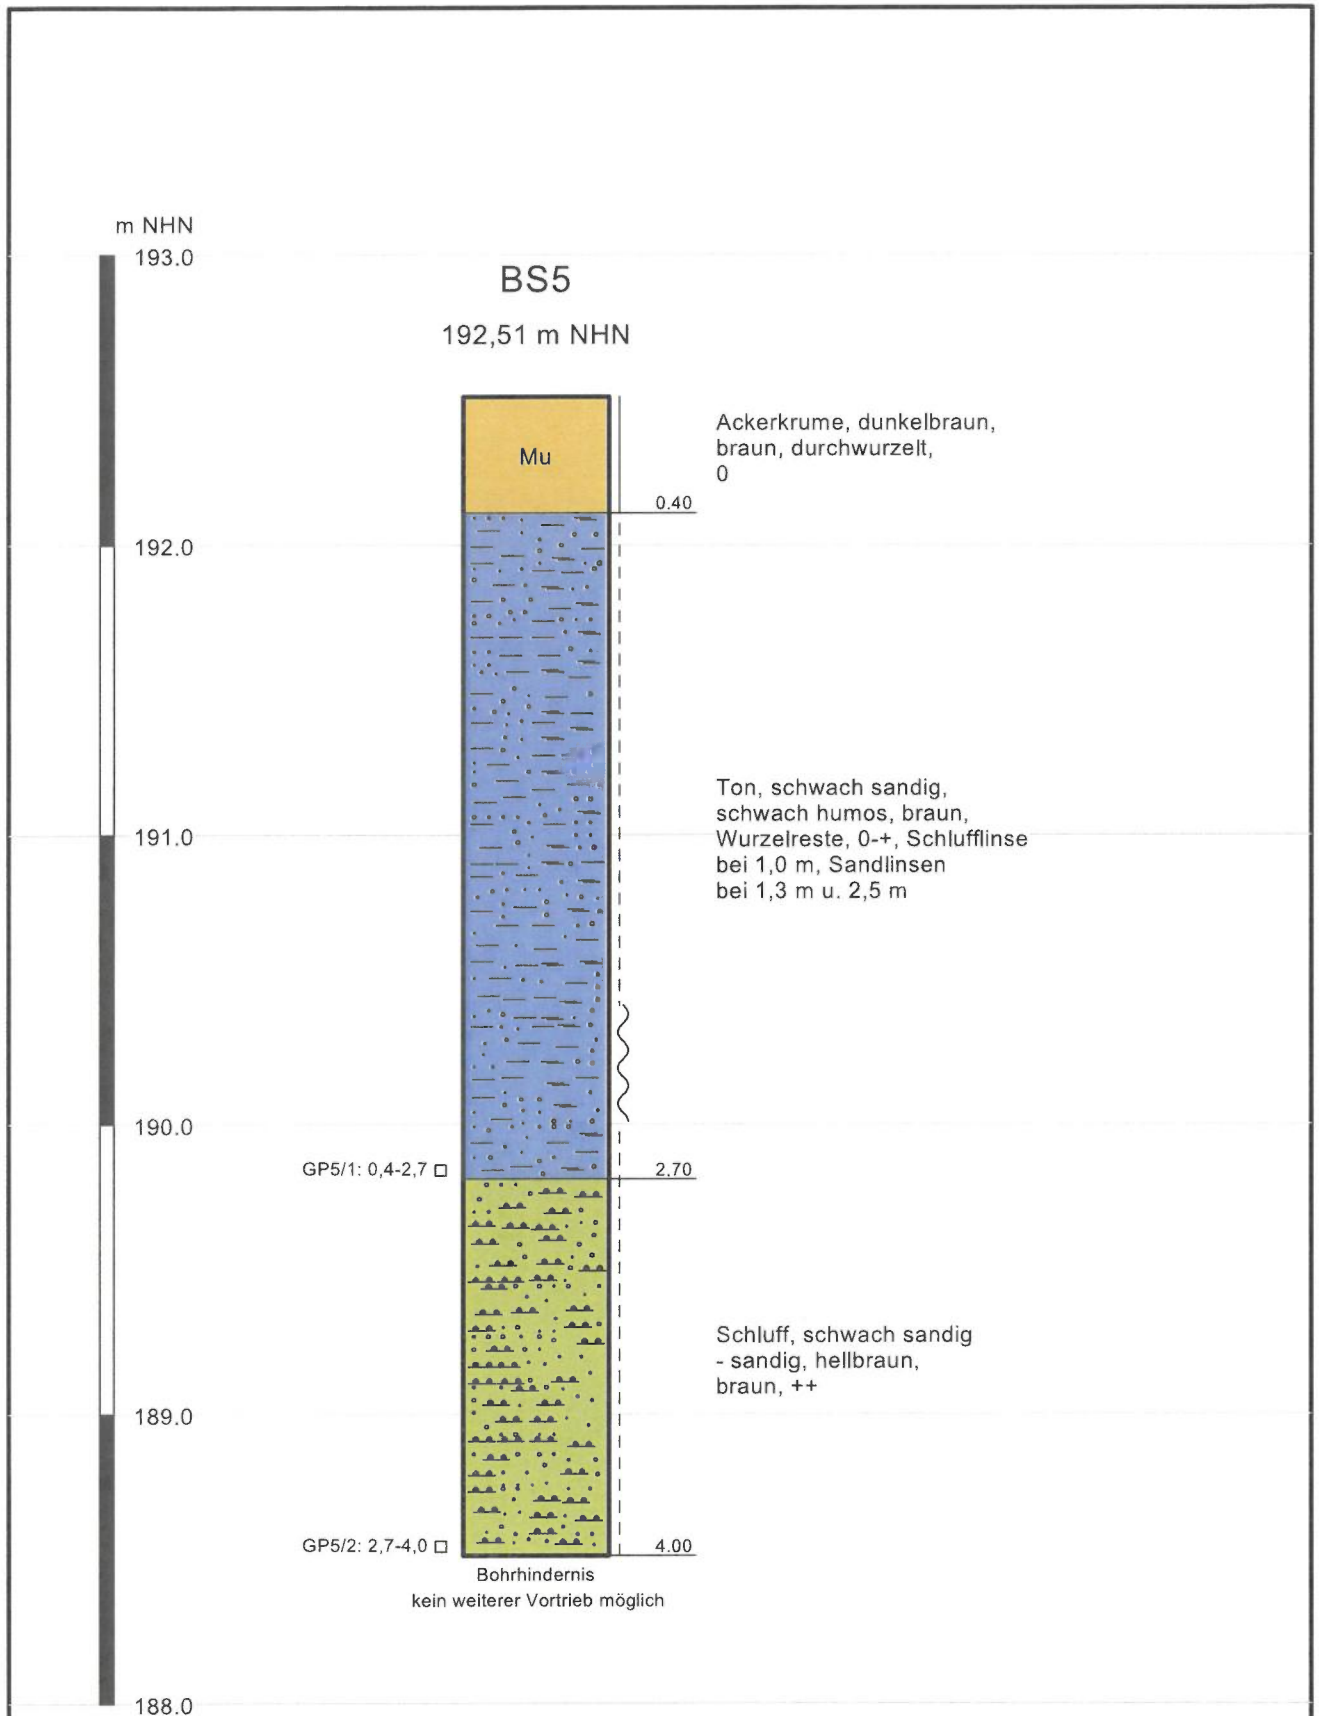 m NHN
193.0
BS5
192,51 m NHN
Mu
Ackerkrume, dunkelbraun,
braun, durchwurzelt,
0
0.40
192.0
Ton, schwach sandig,
schwach humos, braun,
Wurzelreste, 0-+, Schlufflinse
bei 1,0 m, Sandlinsen
bei 1,3 m u. 2,5 m
191.0
190.0
GP5/1: 0,4-2,7
2.70
Schluff, schwach sandig
- sandig, hellbraun,
braun, ++
189.0
GP5/2: 2,7-4,0
4.00
Bohrhindernis
kein weiterer Vortrieb möglich
188.0